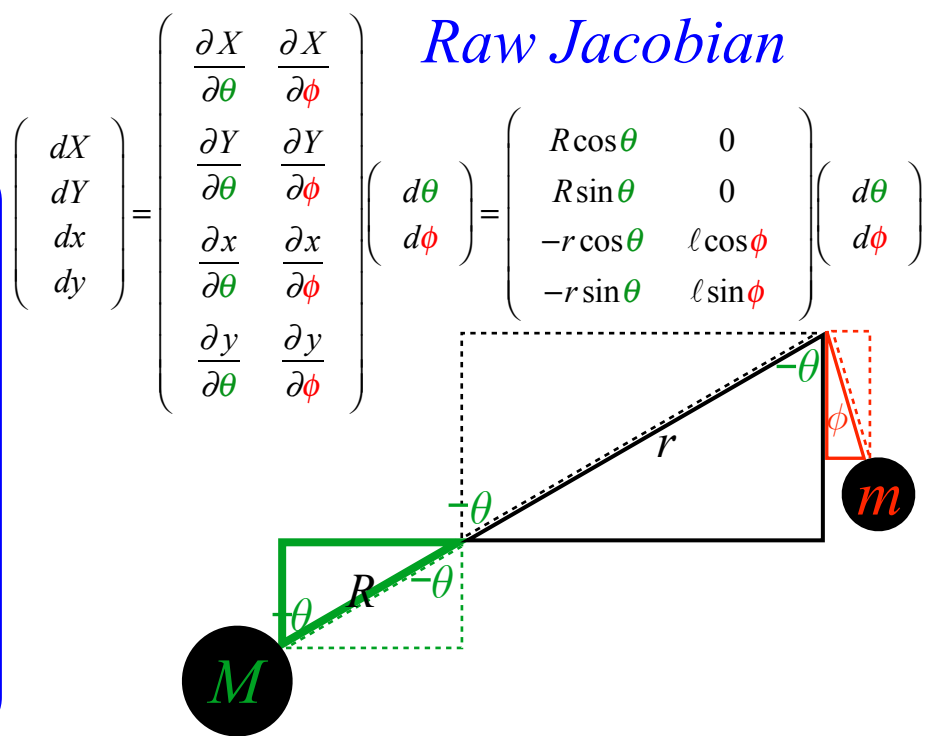 Raw Jacobian
( dX dY dx dy ) = ( ∂X/∂θ ∂X/∂ϕ ; ∂Y/∂θ ∂Y/∂ϕ ; ∂x/∂θ ∂x/∂ϕ ; ∂y/∂θ ∂y/∂ϕ ) ( dθ dϕ ) = ( Rcosθ 0 ; Rsinθ 0 ; −rcosθ ℓcosϕ ; −rsinθ ℓsinϕ ) ( dθ dϕ )
−θ
ϕ
r
m
−θ
−θ
R
−θ
M